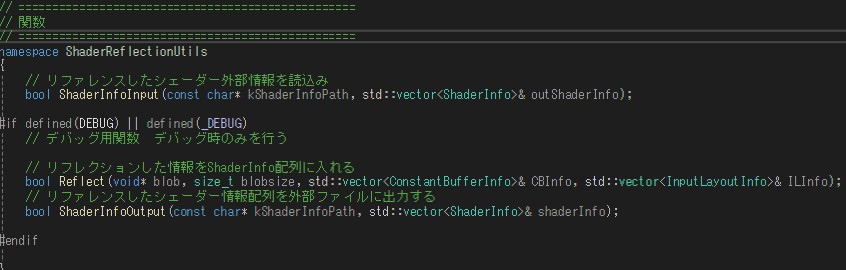 // ================================================
// 関数
// ================================================
namespace ShaderReflectionUtils
{
// リファレンスしたシェーダー外部情報を読込み
bool ShaderInfoInput(const char* kShaderInfoPath, std::vector<ShaderInfo>& outShaderInfo);
#if defined(DEBUG) || defined(_DEBUG)
// デバッグ用関数　デバッグ時のみを行う
// リフレクションした情報をShaderInfo配列に入れる
bool Reflect(void* blob, size_t blobsize, std::vector<ConstantBufferInfo>& CBInfo, std::vector<InputLayoutInfo>& ILInfo);
// リファレンスしたシェーダー情報配列を外部ファイルに出力する
bool ShaderInfoOutput(const char* kShaderInfoPath, std::vector<ShaderInfo>& shaderInfo);
#endif
}